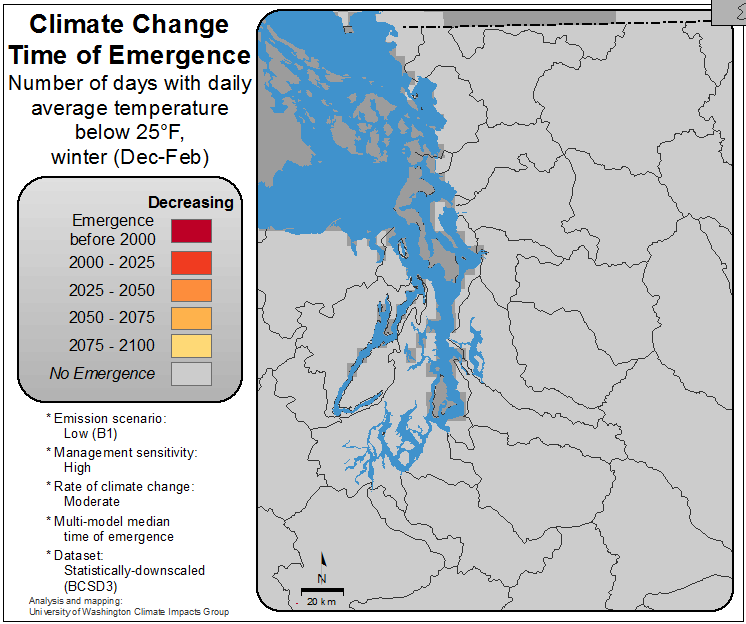 Climate Change
Time of Emergence
Number of days with daily
average temperature
below 25°F,
winter (Dec-Feb)
Decreasing
Emergence
before 2000
2000 - 2025
2025 - 2050
2050 - 2075
2075 - 2100
No Emergence
* Emission scenario:
Low (B1)
* Management sensitivity:
High
* Rate of climate change:
Moderate
* Multi-model median
time of emergence
* Dataset:
Statistically-downscaled
(BCSD3)
Analysis and mapping:
University of Washington Climate Impacts Group
N
20 km